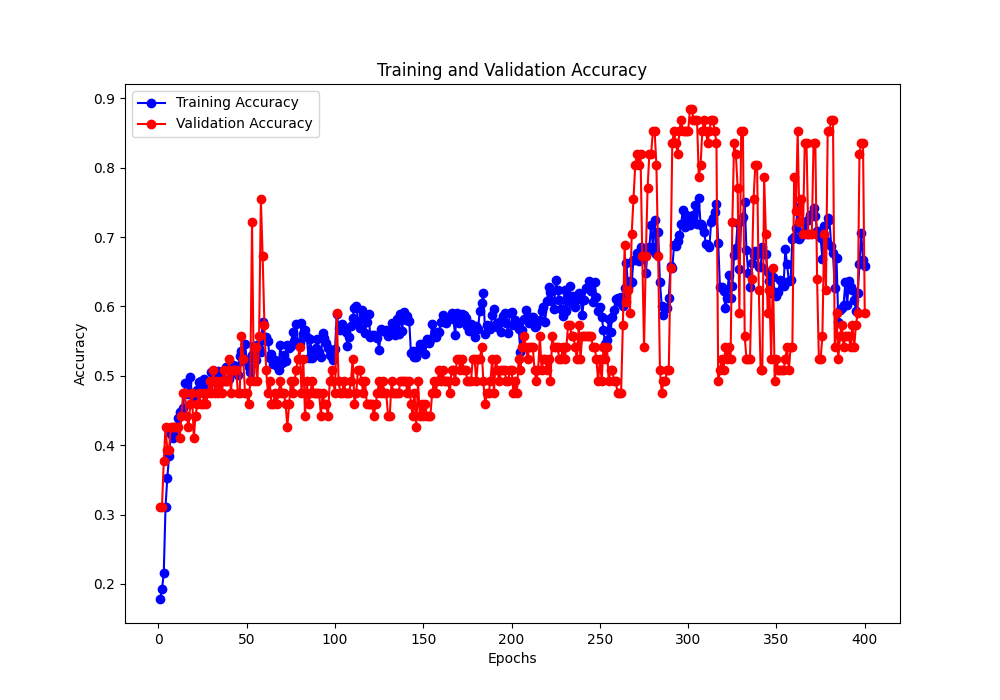 Training and Validation Accuracy
Training Accuracy
Validation Accuracy
0.9
0.8
0.7
0.6
0.5
0.4
0.3
0.2
Accuracy
0 50 100 150 200 250 300 350 400
Epochs